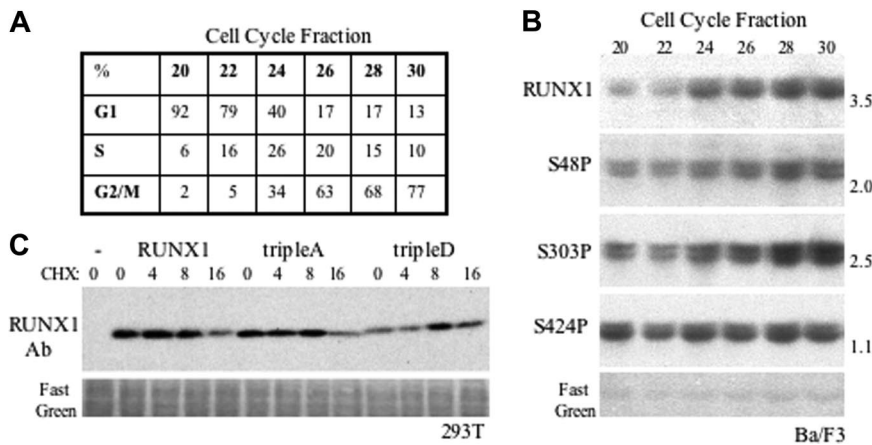 A
Cell Cycle Fraction
% 20 22 24 26 28 30
G1 92 79 40 17 17 13
S 6 16 26 20 15 10
G2/M 2 5 34 63 68 77
C
- RUNX1 tripleA tripleD
CHX: 0 0 4 8 16 0 4 8 16 0 4 8 16
RUNX1
Ab
Fast
Green
293T
B
Cell Cycle Fraction
20 22 24 26 28 30
RUNX1
3.5
S48P
2.0
S303P
2.5
S424P
1.1
Fast
Green
Ba/F3